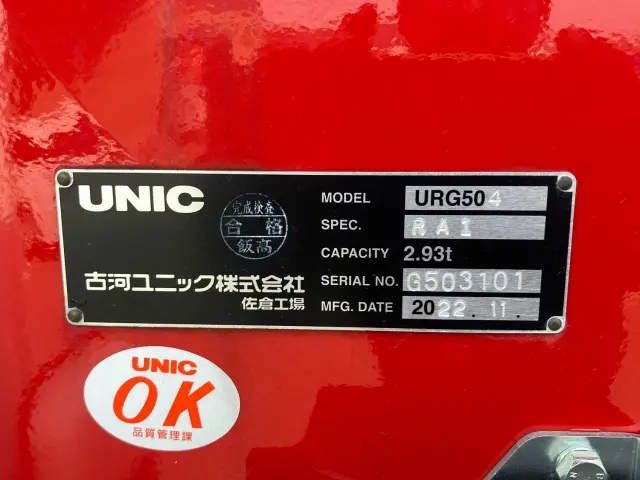 UNIC
完成検査
合格
飯高
古河ユニック株式会社
佐倉工場
MODEL URG504
SPEC. RA1
CAPACITY 2.93t
SERIAL NO. G503101
MFG. DATE 2022.11.
UNIC
OK
品質管理課